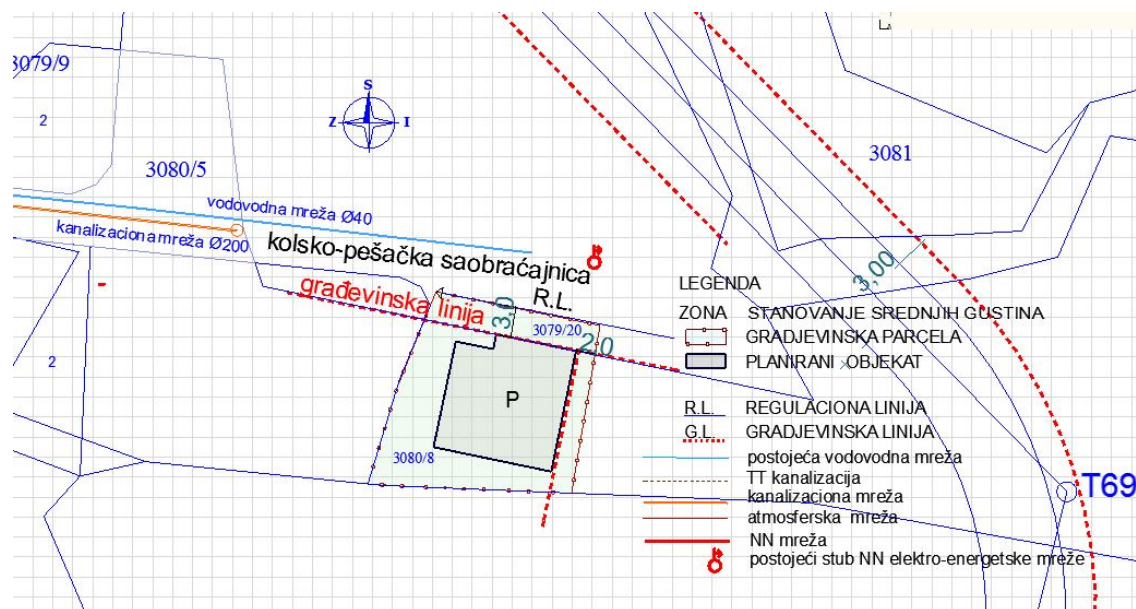 3079/9
2
3080/5
S
Z I
3081
vodovodna mreža Ø40
kanalizaciona mreža Ø200
kolsko-pešačka saobraćajnica
R.L.
građevinska linija
3,0
3079/20
2,0
3,00
2
P
3080/8
T69
LEGENDA
ZONA STANOVANJE SREDNJIH GUSTINA
GRADJEVINSKA PARCELA
PLANIRANI OBJEKAT
R.L. REGULACIONA LINIJA
G.L. GRADJEVINSKA LINIJA
postojeća vodovodna mreža
TT kanalizacija
kanalizaciona mreža
atmosferska mreža
NN mreža
postojeći stub NN elektro-energetske mreže